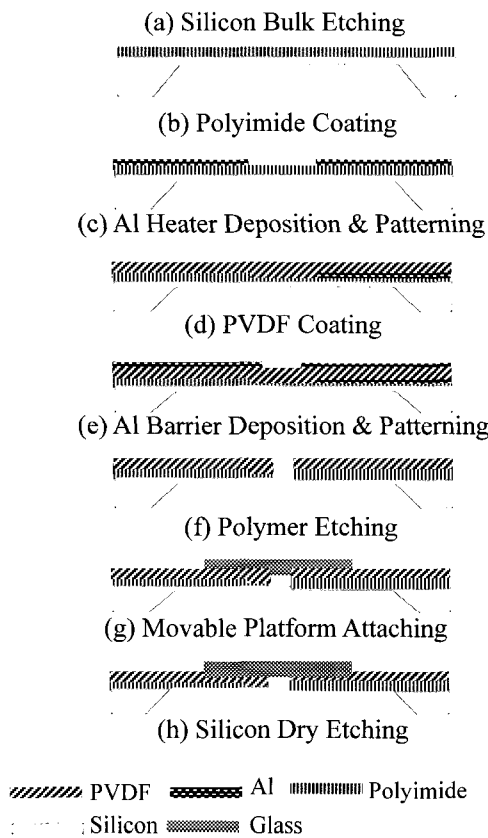 (a) Silicon Bulk Etching
(b) Polyimide Coating
(c) Al Heater Deposition & Patterning
(d) PVDF Coating
(e) Al Barrier Deposition & Patterning
(f) Polymer Etching
(g) Movable Platform Attaching
(h) Silicon Dry Etching
PVDF Al Polyimide
Silicon Glass